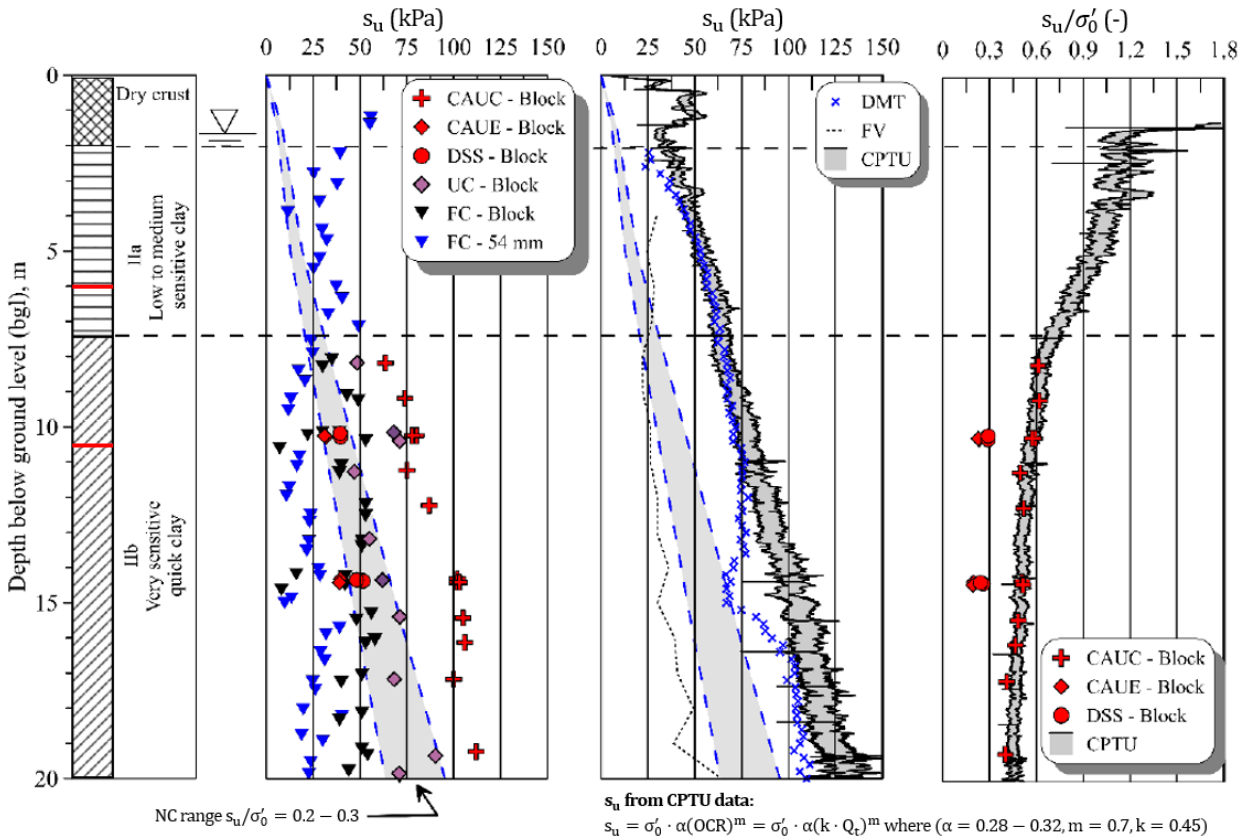 s_u (kPa)
0 25 50 75 100 125 150
s_u (kPa)
0 25 50 75 100 125 150
s_u/σ′_0 (-)
0 0,3 0,6 0,9 1,2 1,5 1.8
Depth below ground level (bgl), m
0
5
10
15
20
Dry crust
IIa
Low to medium
sensitive clay
IIb
Very sensitive
quick clay
CAUC - Block
CAUE - Block
DSS - Block
UC - Block
FC - Block
FC - 54 mm
DMT
FV
CPTU
CAUC - Block
CAUE - Block
DSS - Block
CPTU
NC range s_u/σ′_0 = 0.2 – 0.3
s_u from CPTU data:
s_u = σ′_0 · α(OCR)^m = σ′_0 · α(k · Q_t)^m where (α = 0.28 – 0.32, m = 0.7, k = 0.45)